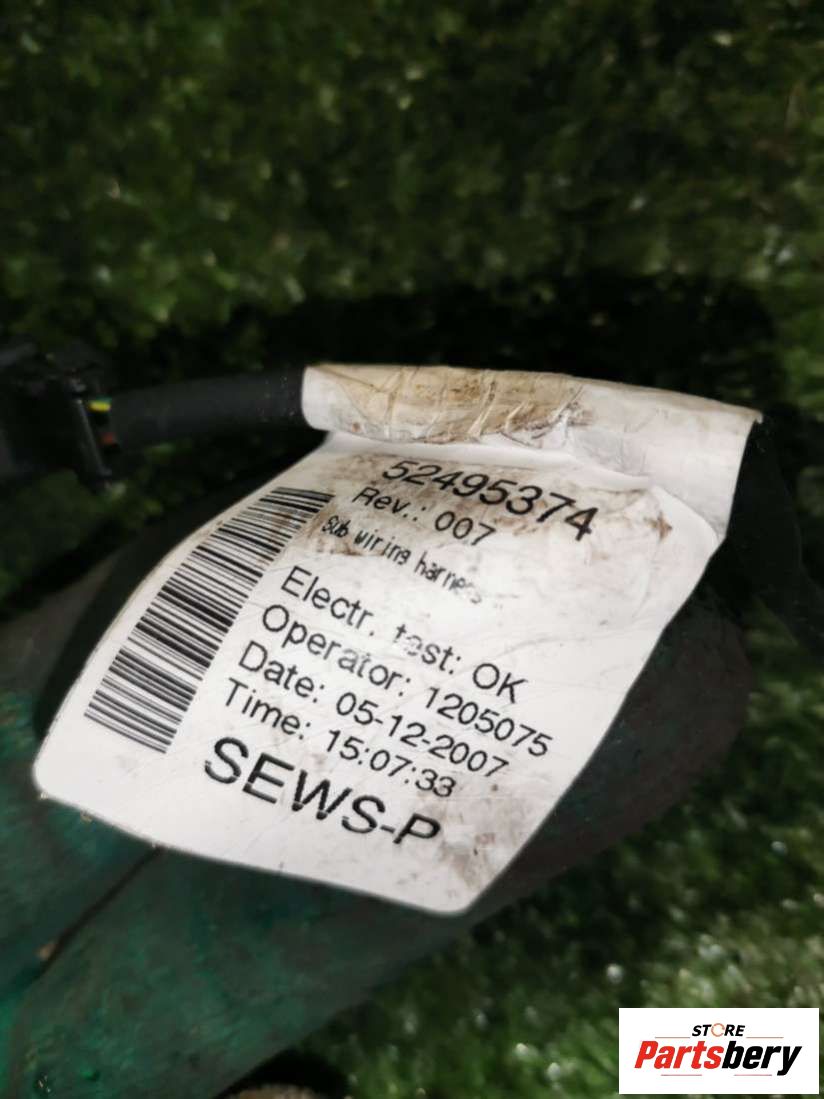 52495374
Rev.: 007
Sub wiring harness
Electr. test: OK
Operator: 1205075
Date: 05-12-2007
Time: 15:07:33
SEWS-P
STORE
Partsbery